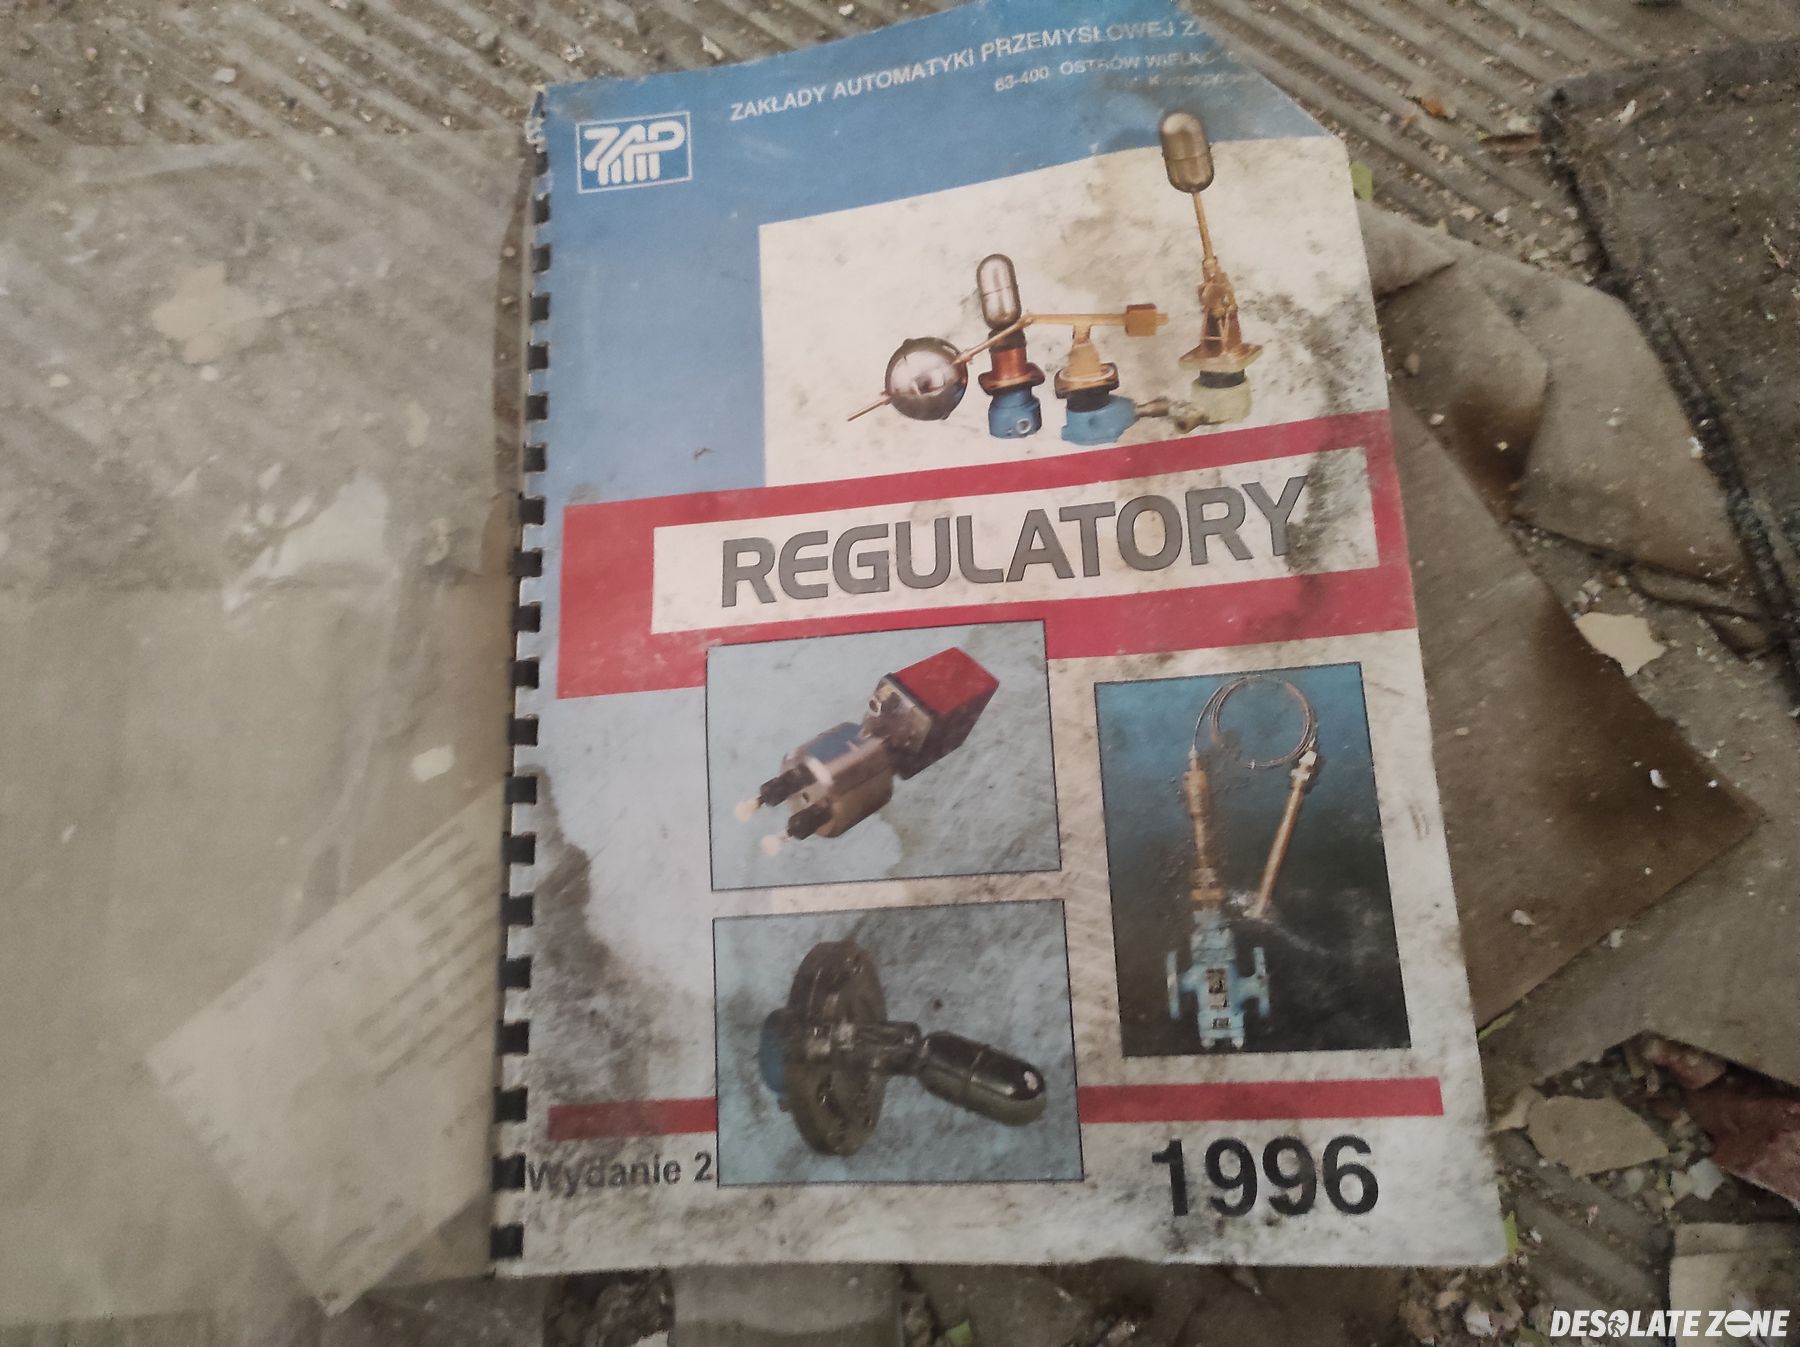 ZAKŁADY AUTOMATYKI PRZEMYSŁOWEJ
63-400 OSTRÓW
ZAP
REGULATORY
Wydanie 2
1996
DESOLATE ZONE